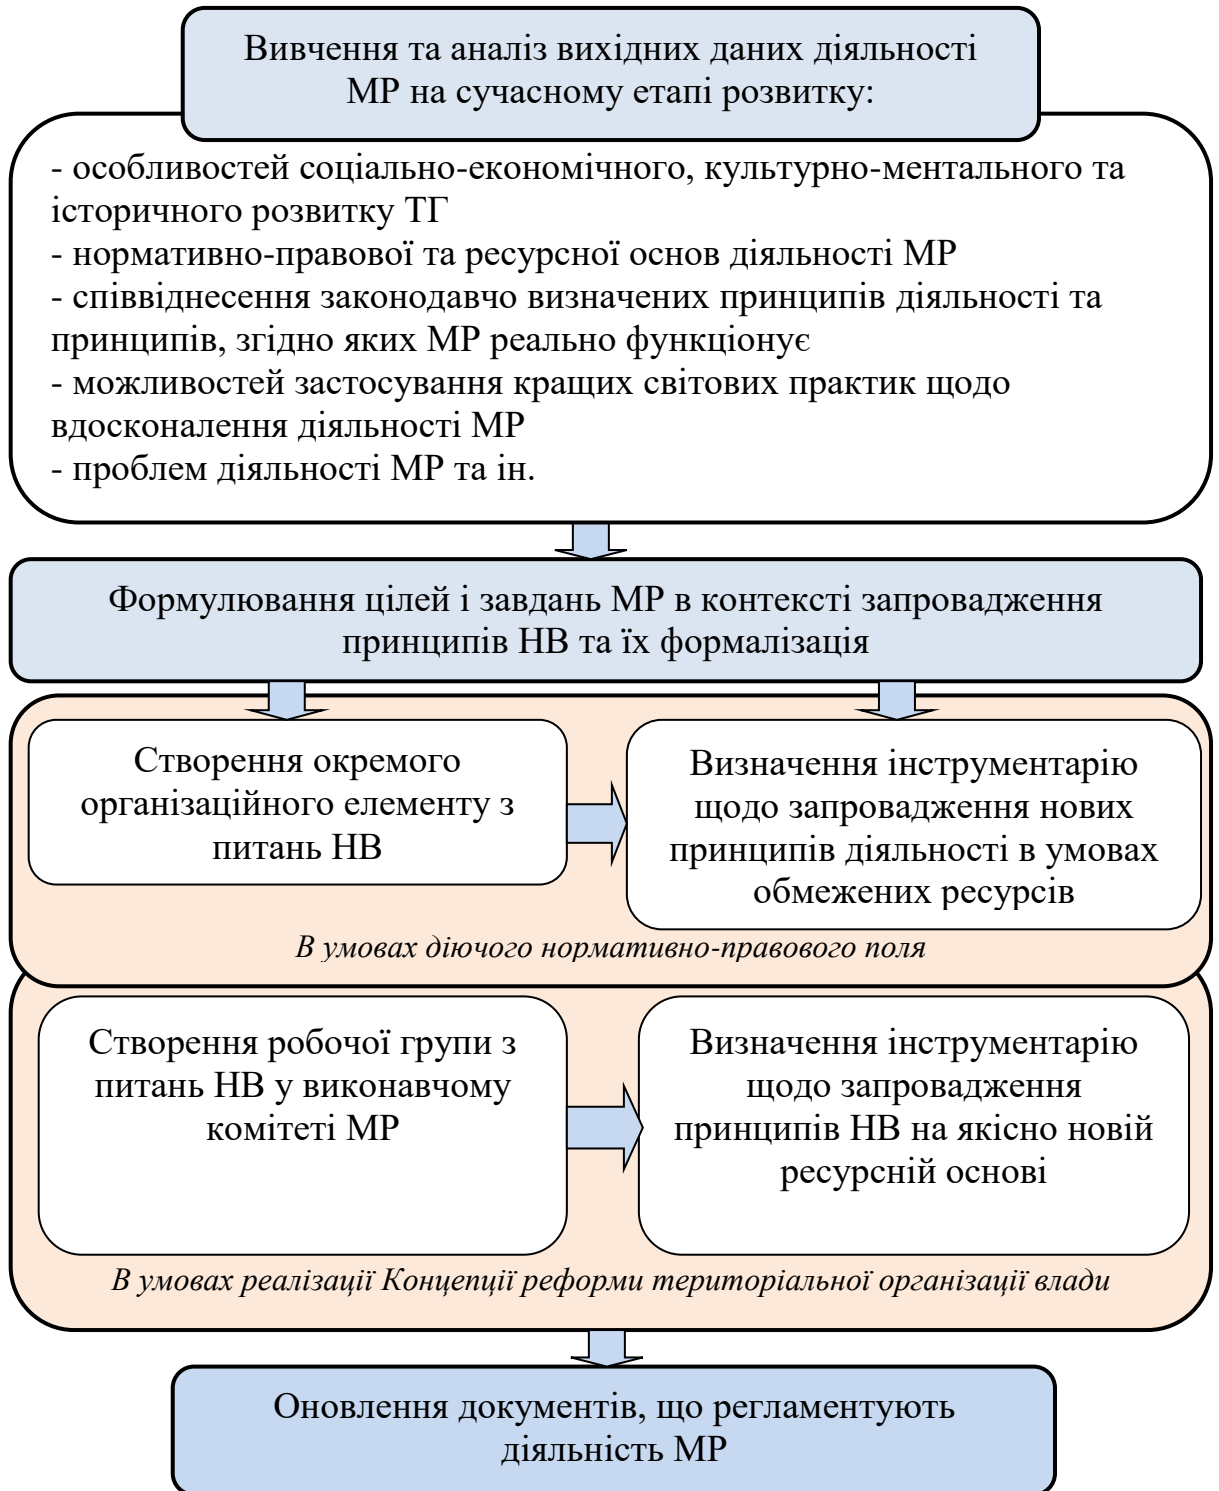 Вивчення та аналіз вихідних даних діяльності
МР на сучасному етапі розвитку:
- особливостей соціально-економічного, культурно-ментального та
історичного розвитку ТГ
- нормативно-правової та ресурсної основ діяльності МР
- співвіднесення законодавчо визначених принципів діяльності та
принципів, згідно яких МР реально функціонує
- можливостей застосування кращих світових практик щодо
вдосконалення діяльності МР
- проблем діяльності МР та ін.
Формулювання цілей і завдань МР в контексті запровадження
принципів НВ та їх формалізація
Створення окремого
організаційного елементу з
питань НВ
Визначення інструментарію
щодо запровадження нових
принципів діяльності в умовах
обмежених ресурсів
В умовах діючого нормативно-правового поля
Створення робочої групи з
питань НВ у виконавчому
комітеті МР
Визначення інструментарію
щодо запровадження
принципів НВ на якісно новій
ресурсній основі
В умовах реалізації Концепції реформи територіальної організації влади
Оновлення документів, що регламентують
діяльність МР